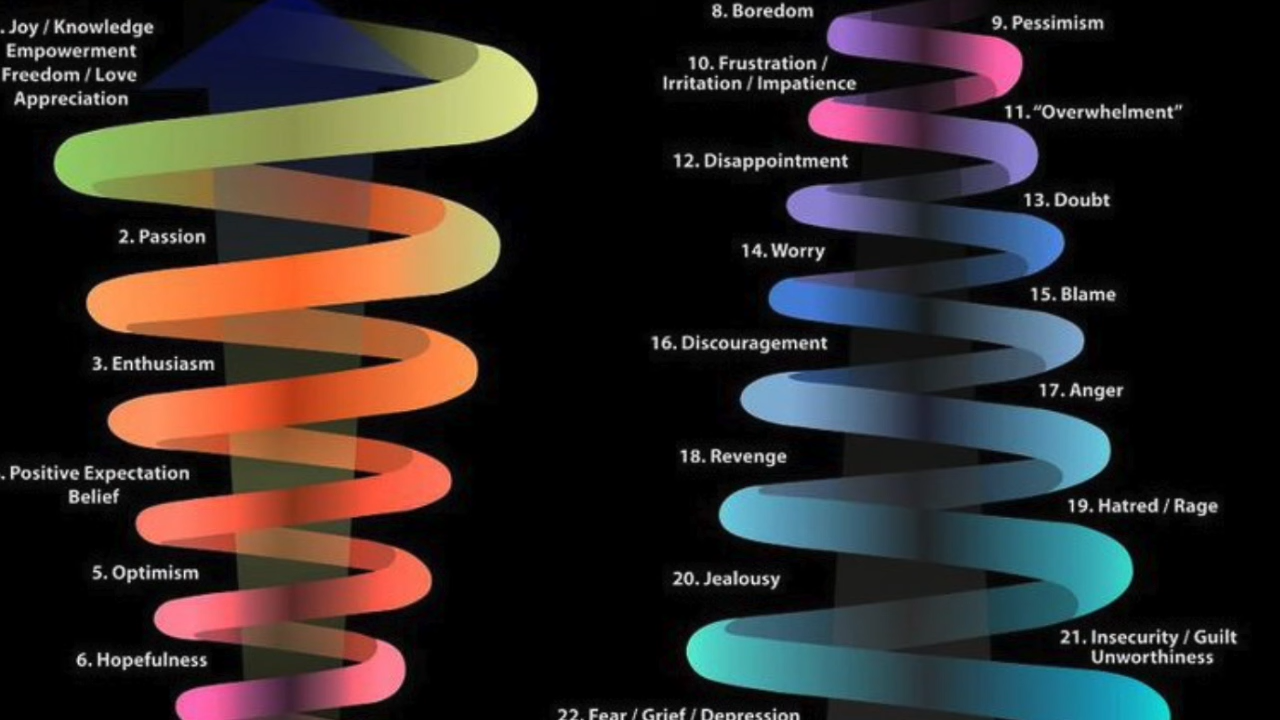 . Joy / Knowledge
Empowerment
Freedom / Love
Appreciation
2. Passion
3. Enthusiasm
. Positive Expectation
Belief
5. Optimism
6. Hopefulness
8. Boredom
9. Pessimism
10. Frustration /
Irritation / Impatience
11. “Overwhelment”
12. Disappointment
13. Doubt
14. Worry
15. Blame
16. Discouragement
17. Anger
18. Revenge
19. Hatred / Rage
20. Jealousy
21. Insecurity / Guilt
Unworthiness
22. Fear / Grief / Depression